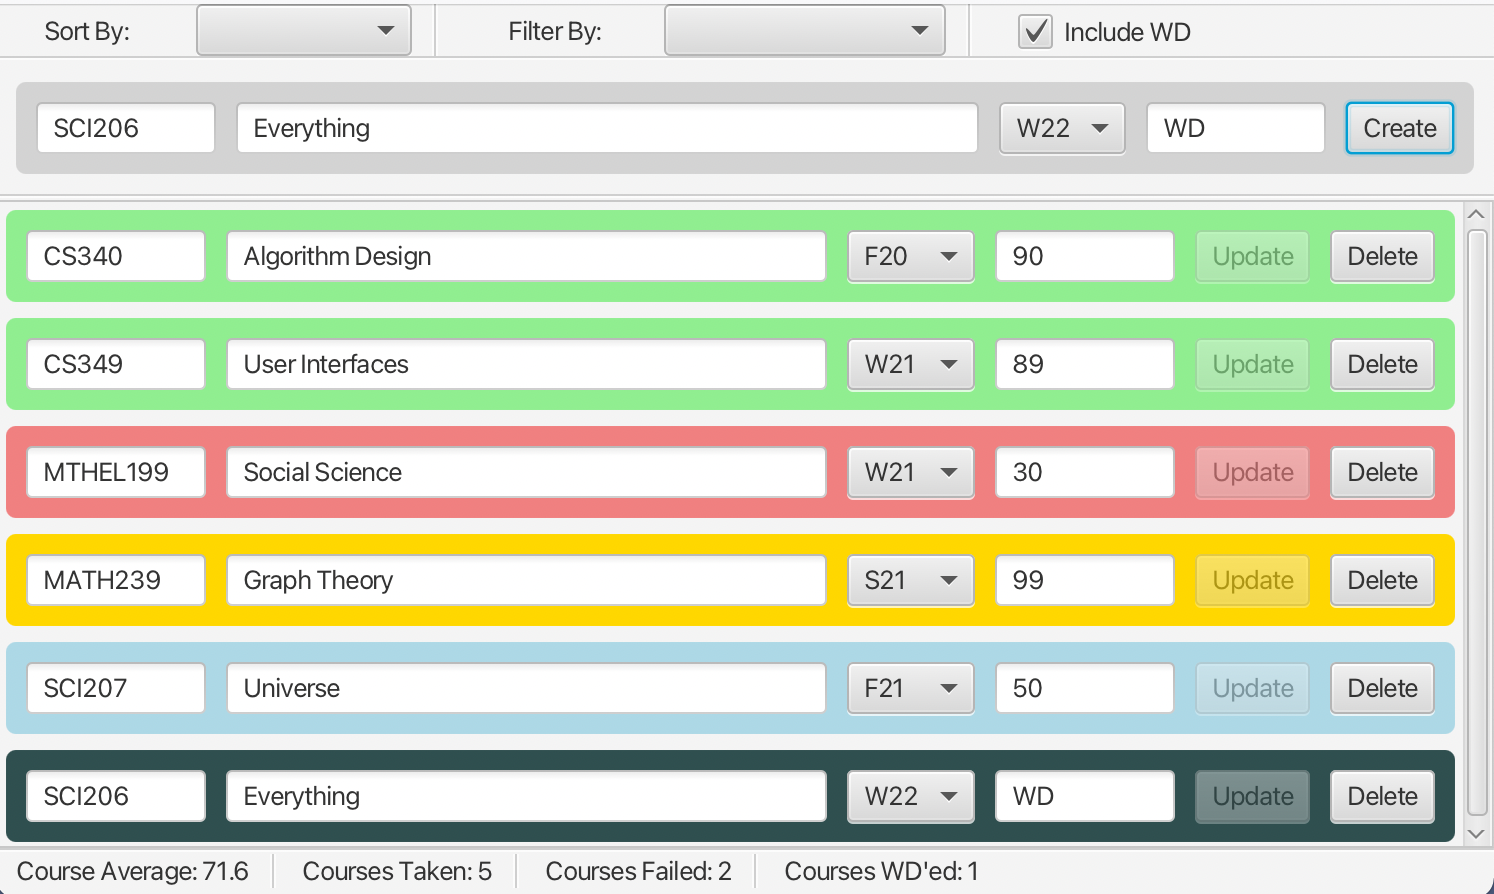 Sort By: Filter By: Include WD
SCI206 Everything W22 WD Create
CS340 Algorithm Design F20 90 Update Delete
CS349 User Interfaces W21 89 Update Delete
MTHEL199 Social Science W21 30 Update Delete
MATH239 Graph Theory S21 99 Update Delete
SCI207 Universe F21 50 Update Delete
SCI206 Everything W22 WD Update Delete
Course Average: 71.6 Courses Taken: 5 Courses Failed: 2 Courses WD'ed: 1